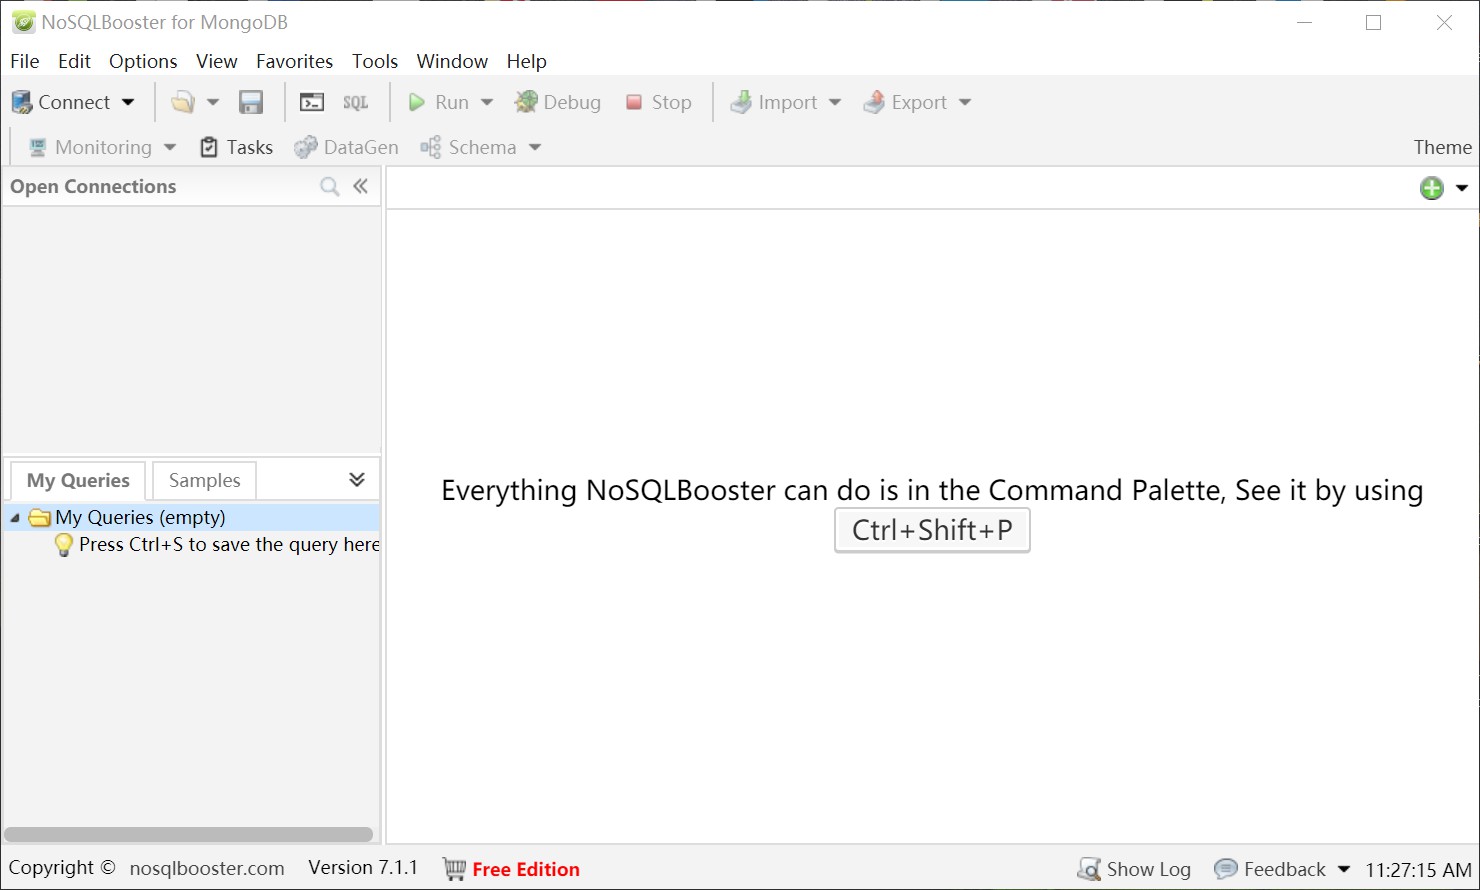 NoSQLBooster for MongoDB
File Edit Options View Favorites Tools Window Help
Connect SQL Run Debug Stop Import Export
Monitoring Tasks DataGen Schema Theme
Open Connections
Everything NoSQLBooster can do is in the Command Palette, See it by using
Ctrl+Shift+P
My Queries Samples
My Queries (empty)
Press Ctrl+S to save the query here
Copyright © nosqlbooster.com Version 7.1.1 Free Edition Show Log Feedback 11:27:15 AM